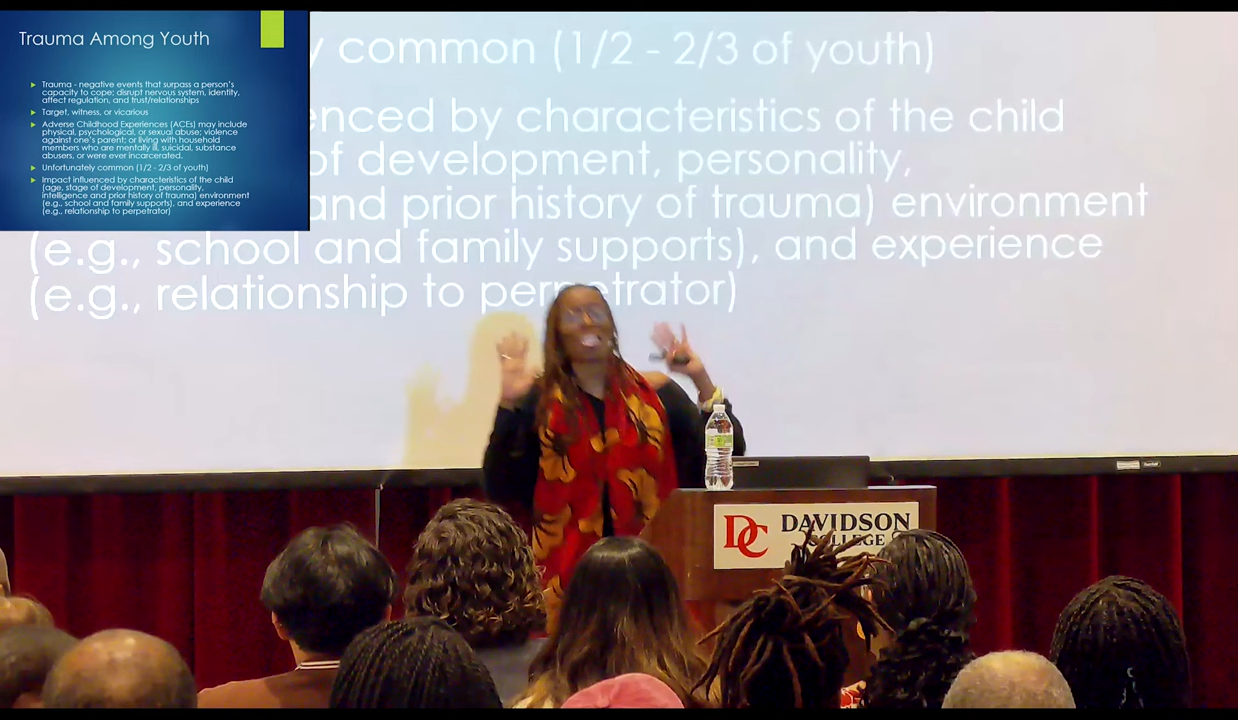 Trauma Among Youth
Trauma - negative events that surpass a person's
capacity to cope; disrupt nervous system, identity,
affect regulation, and trust/relationships
Target, witness, or vicarious
Adverse Childhood Experiences (ACEs) may include
physical, psychological, or sexual abuse; violence
against one's parent; or living with household
members who are mentally ill, suicidal, substance
abusers, or were ever incarcerated.
Unfortunately common (1/2 - 2/3 of youth)
Impact influenced by characteristics of the child
(age, stage of development, personality,
intelligence and prior history of trauma) environment
(e.g., school and family supports), and experience
(e.g., relationship to perpetrator)
y common (1/2 - 2/3 of youth)
enced by characteristics of the child
of development, personality,
and prior history of trauma) environment
(e.g., school and family supports), and experience
(e.g., relationship to perpetrator)
DC DAVIDSON
COLLEGE